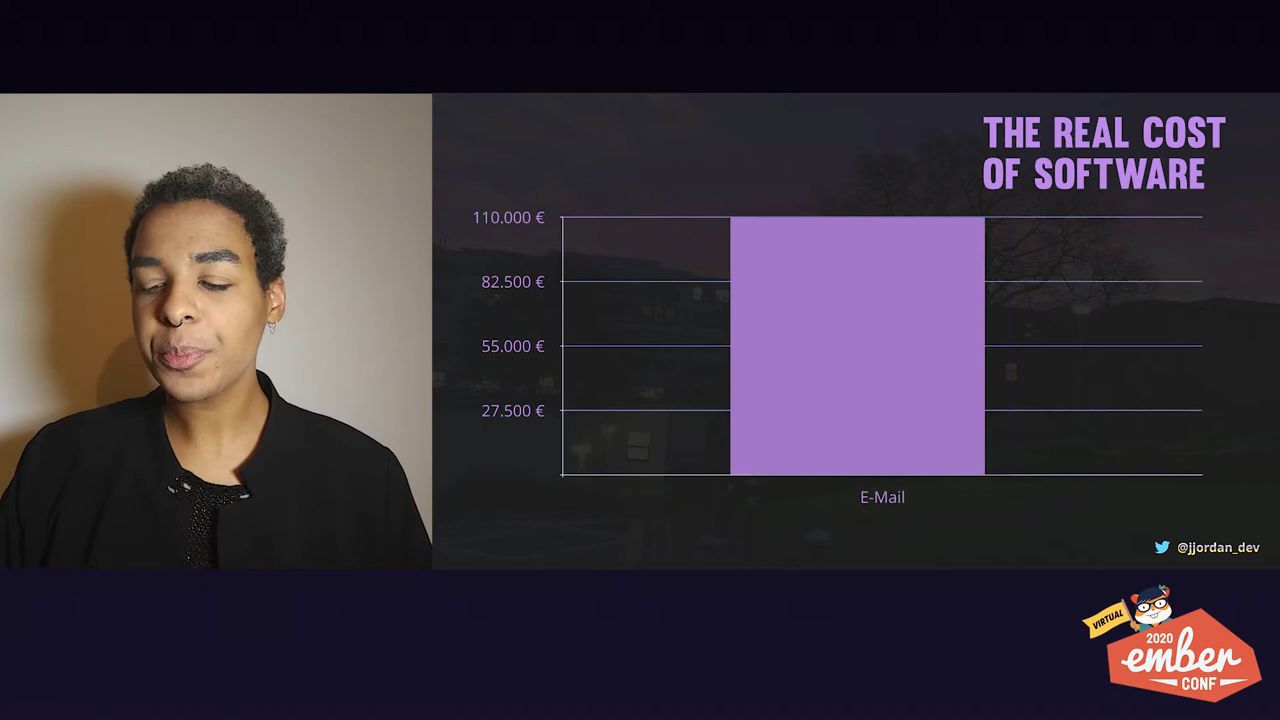 THE REAL COST
OF SOFTWARE
110.000 €
82.500 €
55.000 €
27.500 €
E-Mail
@jjordan_dev
VIRTUAL
2020
ember
CONF